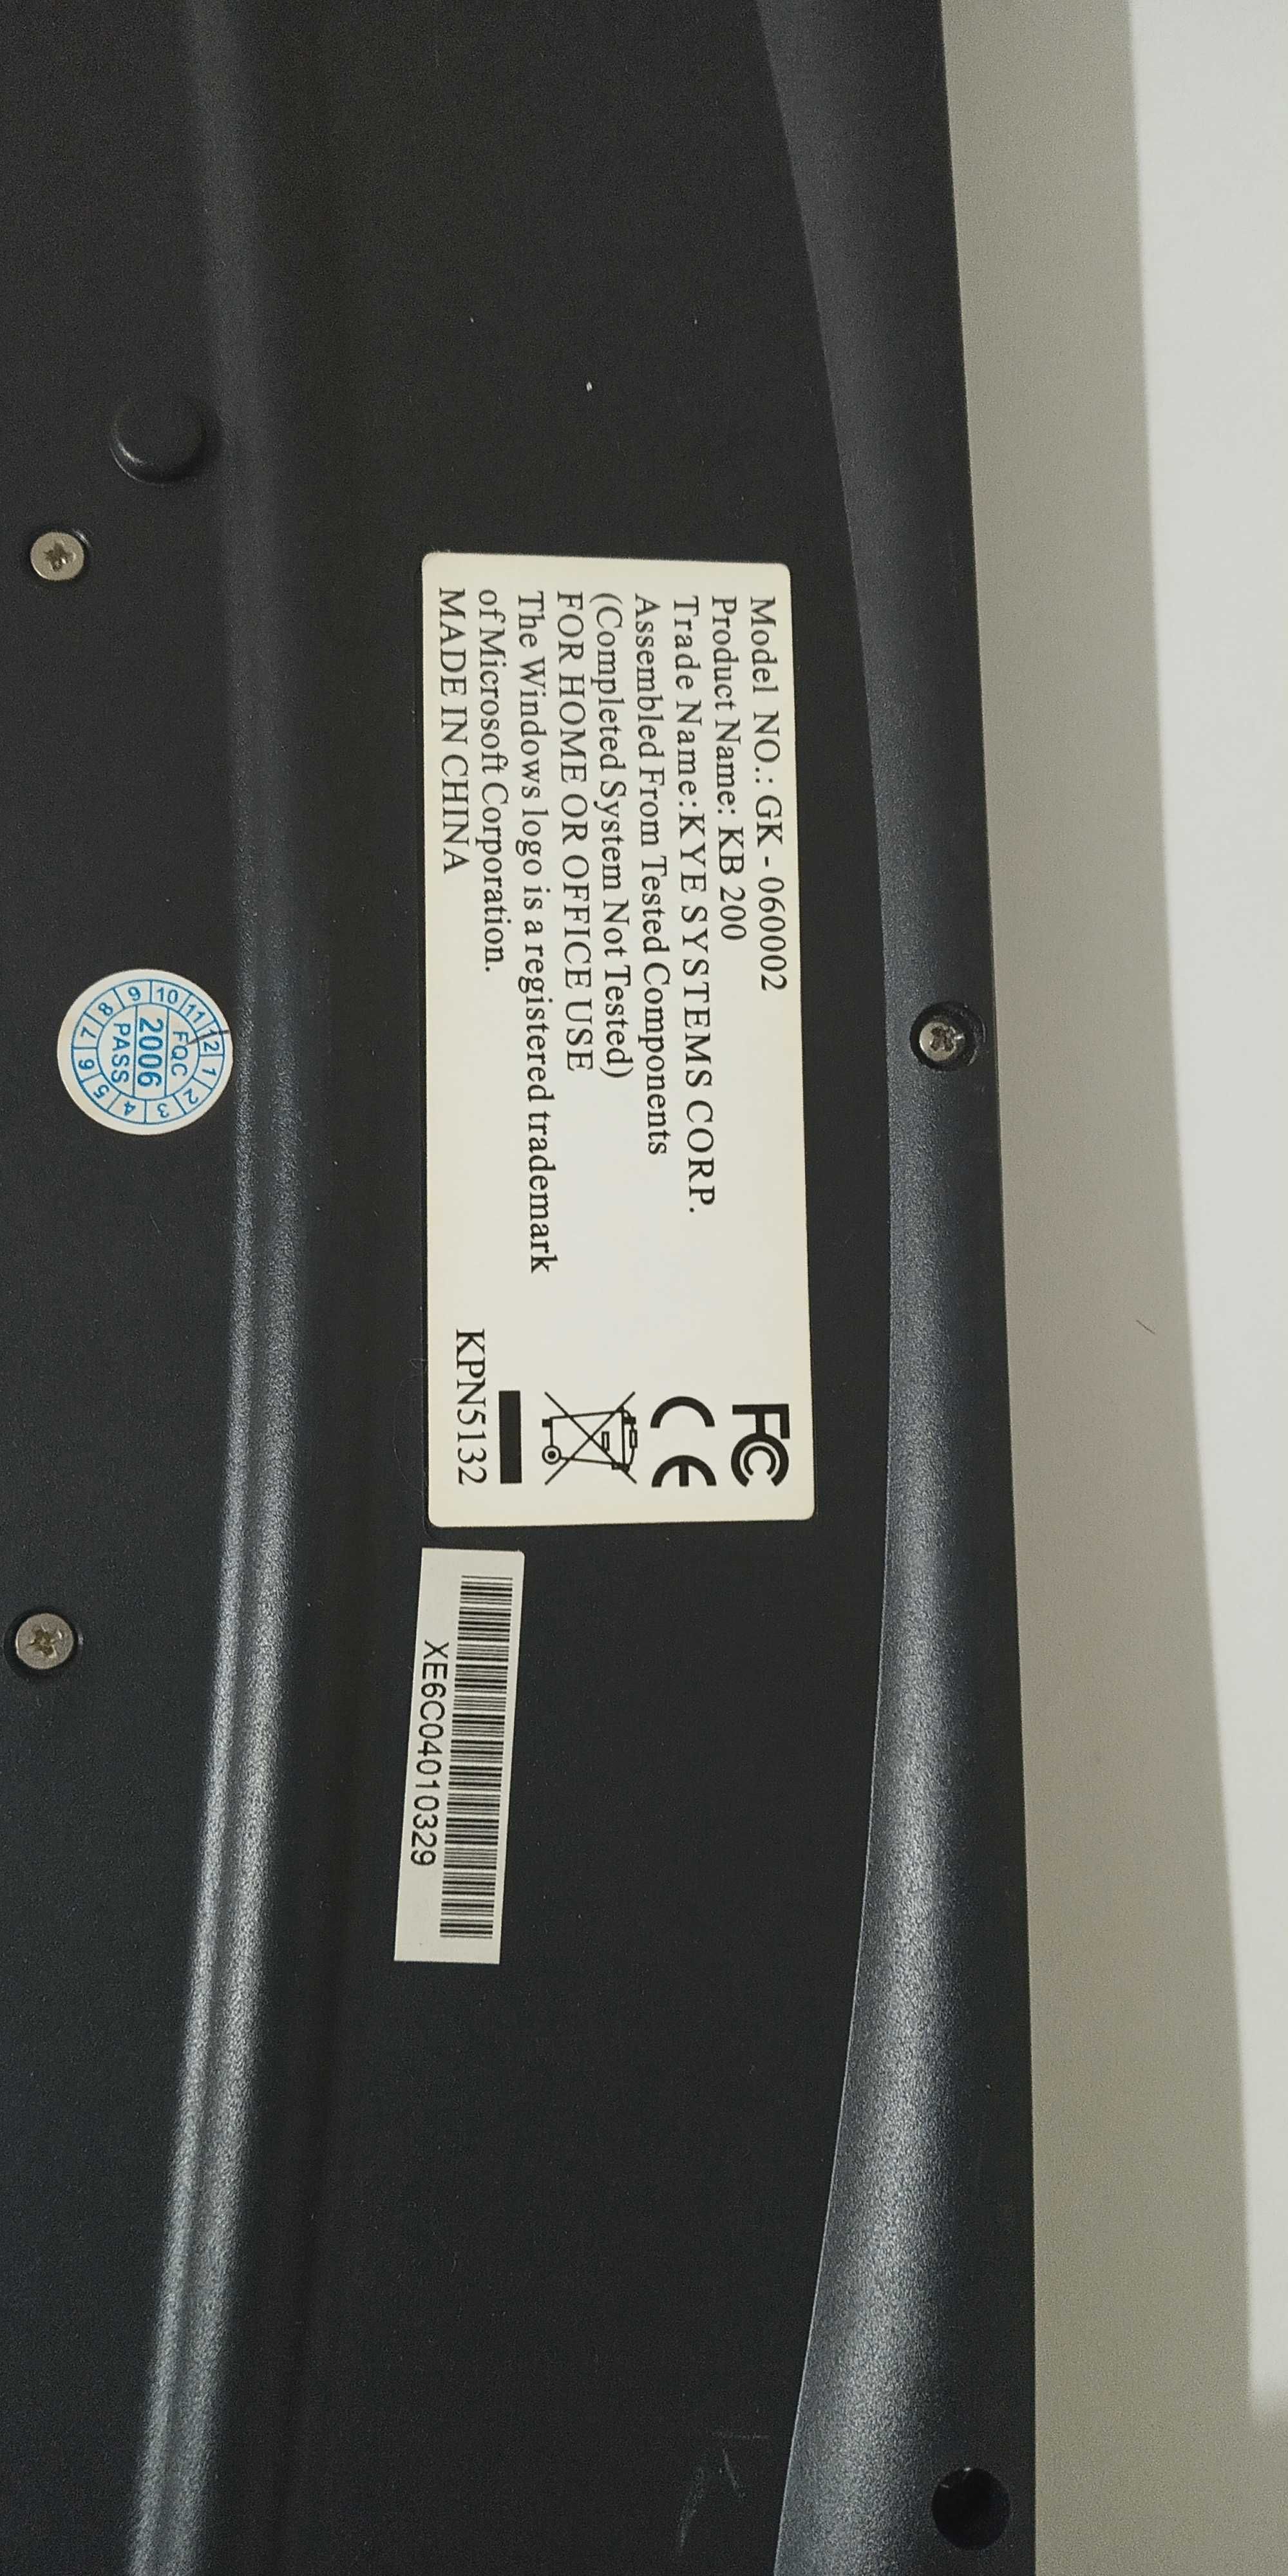 Model NO.: GK - 060002
Product Name: KB 200
Trade Name: KYE SYSTEMS CORP.
Assembled From Tested Components
(Completed System Not Tested)
FOR HOME OR OFFICE USE
The Windows logo is a registered trademark
of Microsoft Corporation.
MADE IN CHINA
FC
CE
KPN5132
XE6C04010329
FQC
2006
PASS
1 2 3 4 5 6 7 8 9 10 11 12